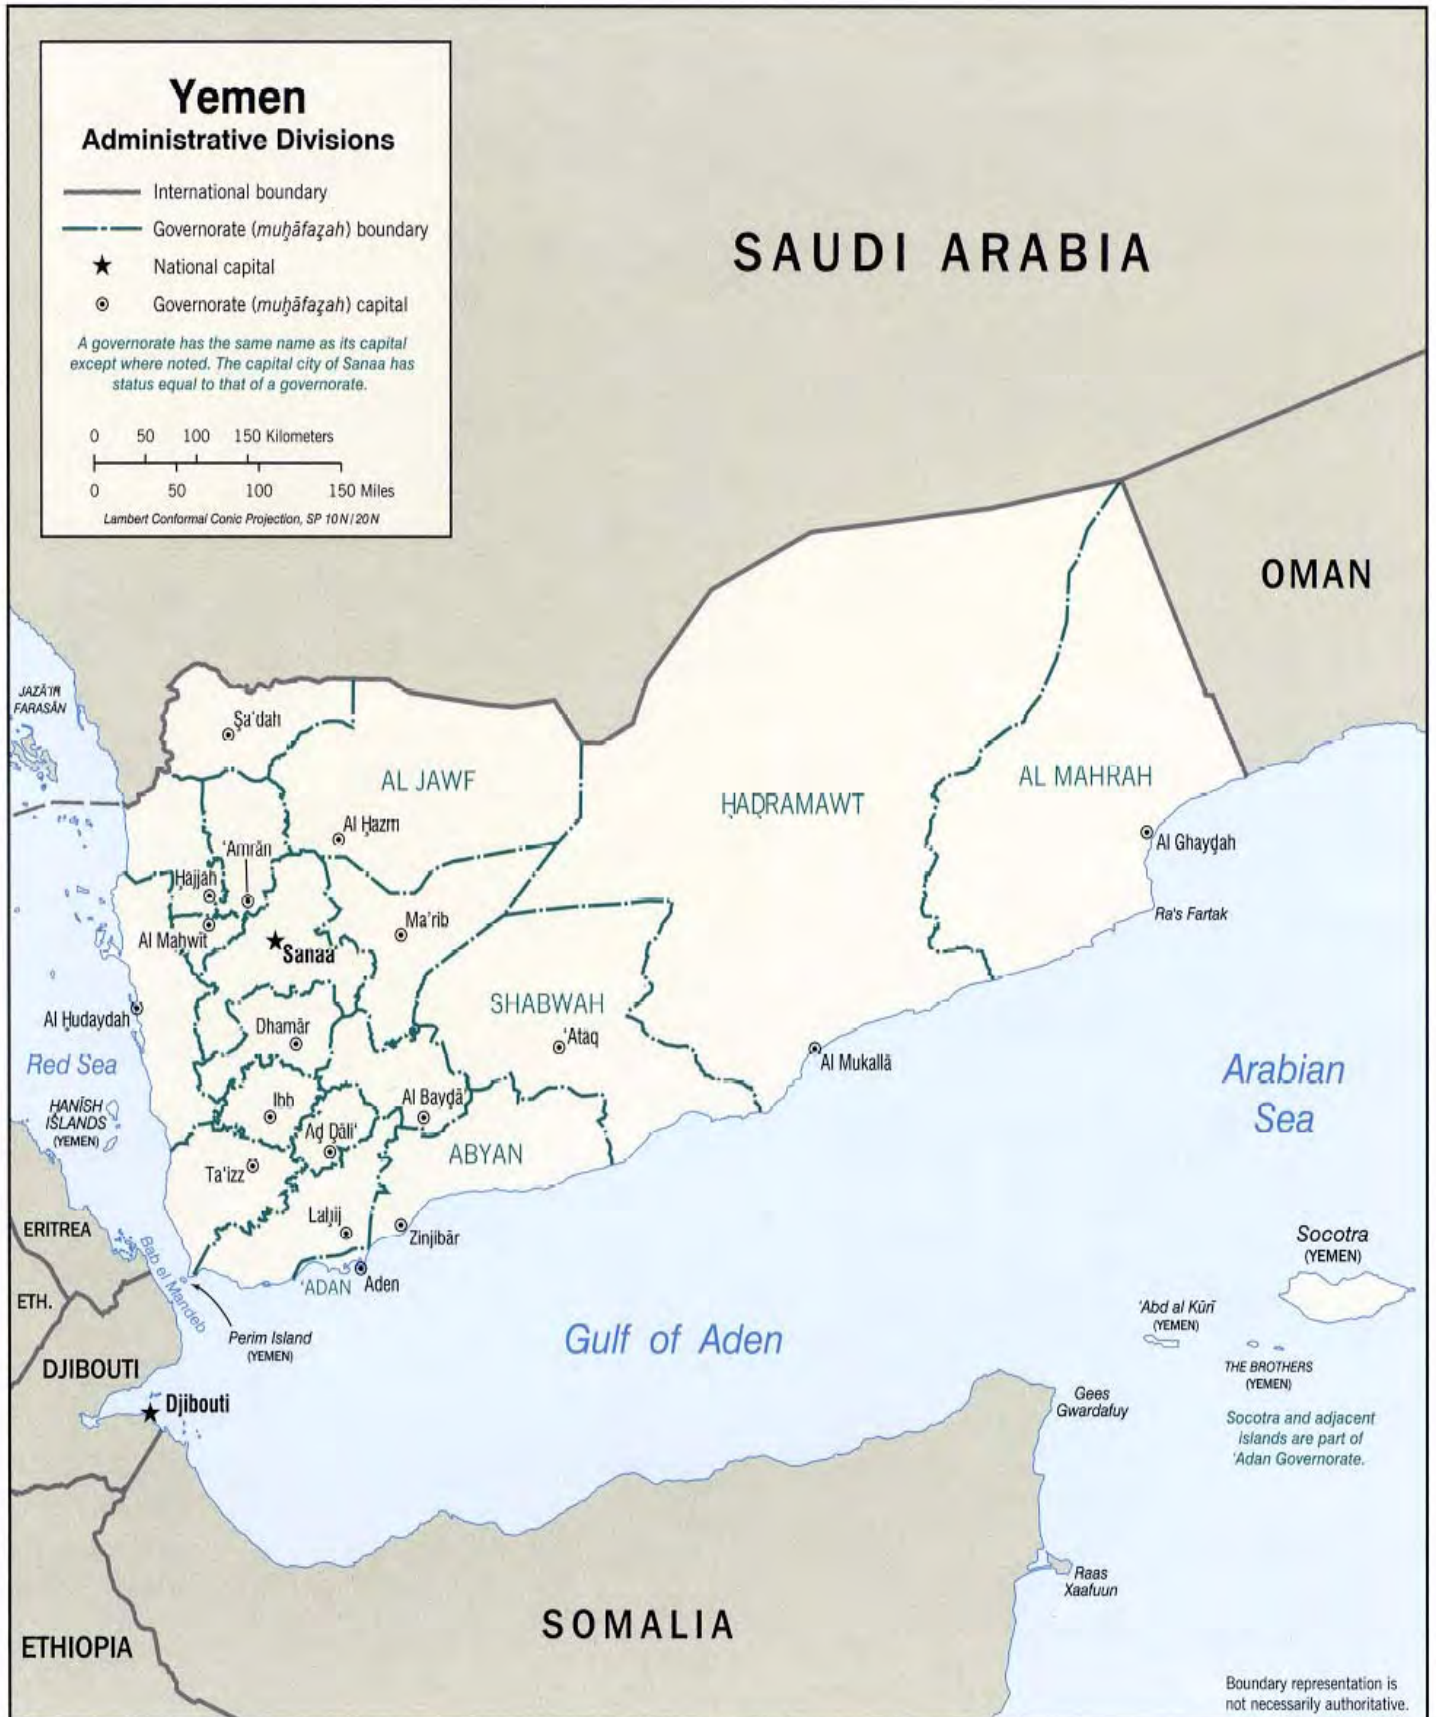 Yemen
Administrative Divisions
International boundary
Governorate (muḩāfaz̧ah) boundary
National capital
Governorate (muḩāfaz̧ah) capital
A governorate has the same name as its capital
except where noted. The capital city of Sanaa has
status equal to that of a governorate.
0 50 100 150 Kilometers
0 50 100 150 Miles
Lambert Conformal Conic Projection, SP 10N/20N
SAUDI ARABIA
OMAN
JAZĀ'IR
FARASĀN
Şa'dah
AL JAWF
AL MAHRAH
ḨAḐRAMAWT
Al Ḩazm
'Amrān
Al Ghayḑah
Ḩajjah
Ra's Fartak
Ma'rib
Al Maḩwīt
Sanaa
SHABWAH
Al Ḩudaydah
Dhamār
'Ataq
Red Sea
Al Mukallā
Arabian
Sea
ḨANĪSH
ISLANDS
(YEMEN)
Ibb
Al Bayḑā'
Aḑ Ḑāli'
ABYAN
Ta'izz
Laḩij
ERITREA
Zinjibār
Socotra
(YEMEN)
Bab el Mandeb
'ADAN
Aden
ETH.
'Abd al Kūrī
(YEMEN)
Perim Island
(YEMEN)
Gulf of Aden
THE BROTHERS
(YEMEN)
DJIBOUTI
Djibouti
Gees
Gwardafuy
Socotra and adjacent
islands are part of
'Adan Governorate.
Raas
Xaafuun
SOMALIA
ETHIOPIA
Boundary representation is
not necessarily authoritative.